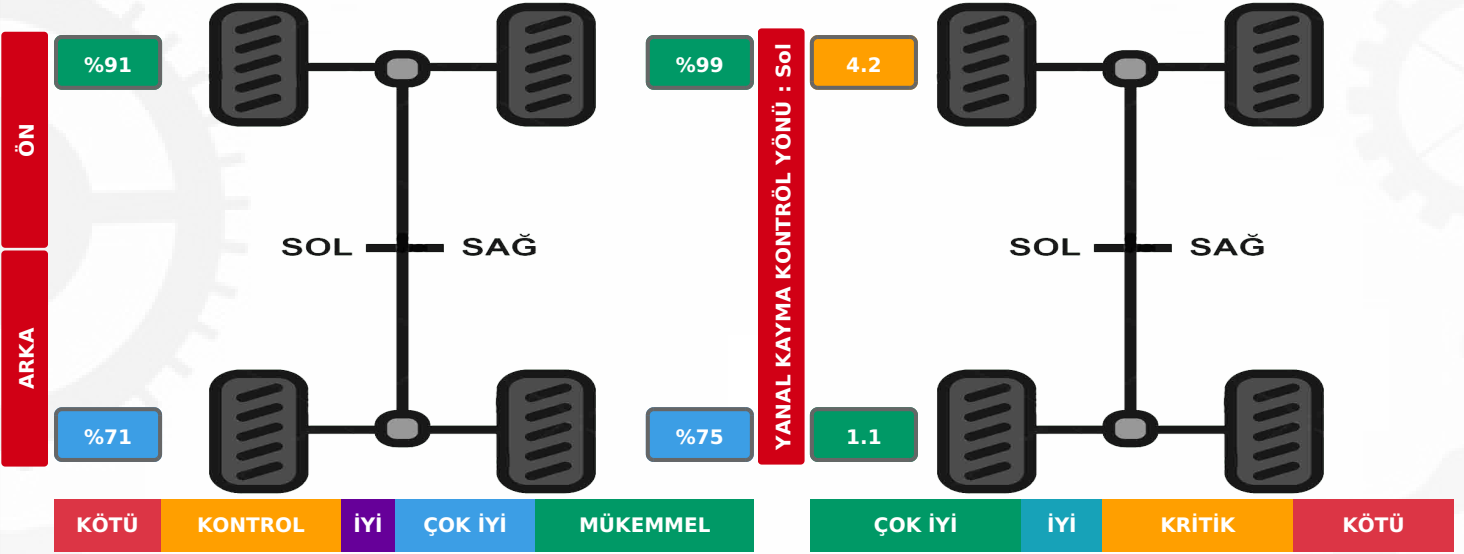 ÖN
%91
%99
YANAL KAYMA KONTRÖL YÖNÜ : Sol
4.2
SOL
SAĞ
SOL
SAĞ
ARKA
%71
%75
1.1
KÖTÜ
KONTROL
İYİ
ÇOK İYİ
MÜKEMMEL
ÇOK İYİ
İYİ
KRİTİK
KÖTÜ